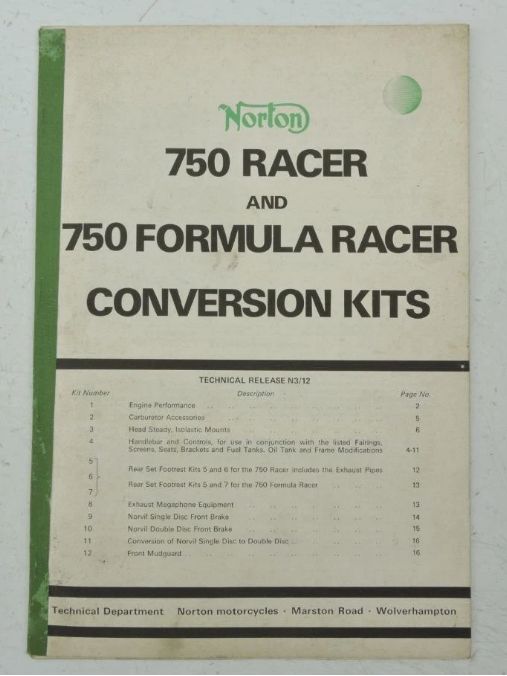 Norton
750 RACER
AND
750 FORMULA RACER
CONVERSION KITS
TECHNICAL RELEASE N3/12
Kit Number Description Page No.
1 Engine Performance .. .. .. .. .. .. .. 2
2 Carburator Accessories .. .. .. .. .. .. .. 5
3 Head Steady, Isolastic Mounts .. .. .. .. .. .. 6
4 Handlebar and Controls, for use in conjunction with the listed Fairings,
Screens, Seats, Brackets and Fuel Tanks. Oil Tank and Frame Modifications 4-11
5
6 Rear Set Footrest Kits 5 and 6 for the 750 Racer includes the Exhaust Pipes 12
7 Rear Set Footrest Kits 5 and 7 for the 750 Formula Racer .. .. .. 13
8 Exhaust Megaphone Equipment .. .. .. .. .. 13
9 Norvil Single Disc Front Brake .. .. .. .. .. 14
10 Norvil Double Disc Front Brake .. .. .. .. .. 15
11 Conversion of Norvil Single Disc to Double Disc .. .. .. .. 16
12 Front Mudguard .. .. .. .. .. .. .. 16
Technical Department Norton motorcycles · Marston Road · Wolverhampton